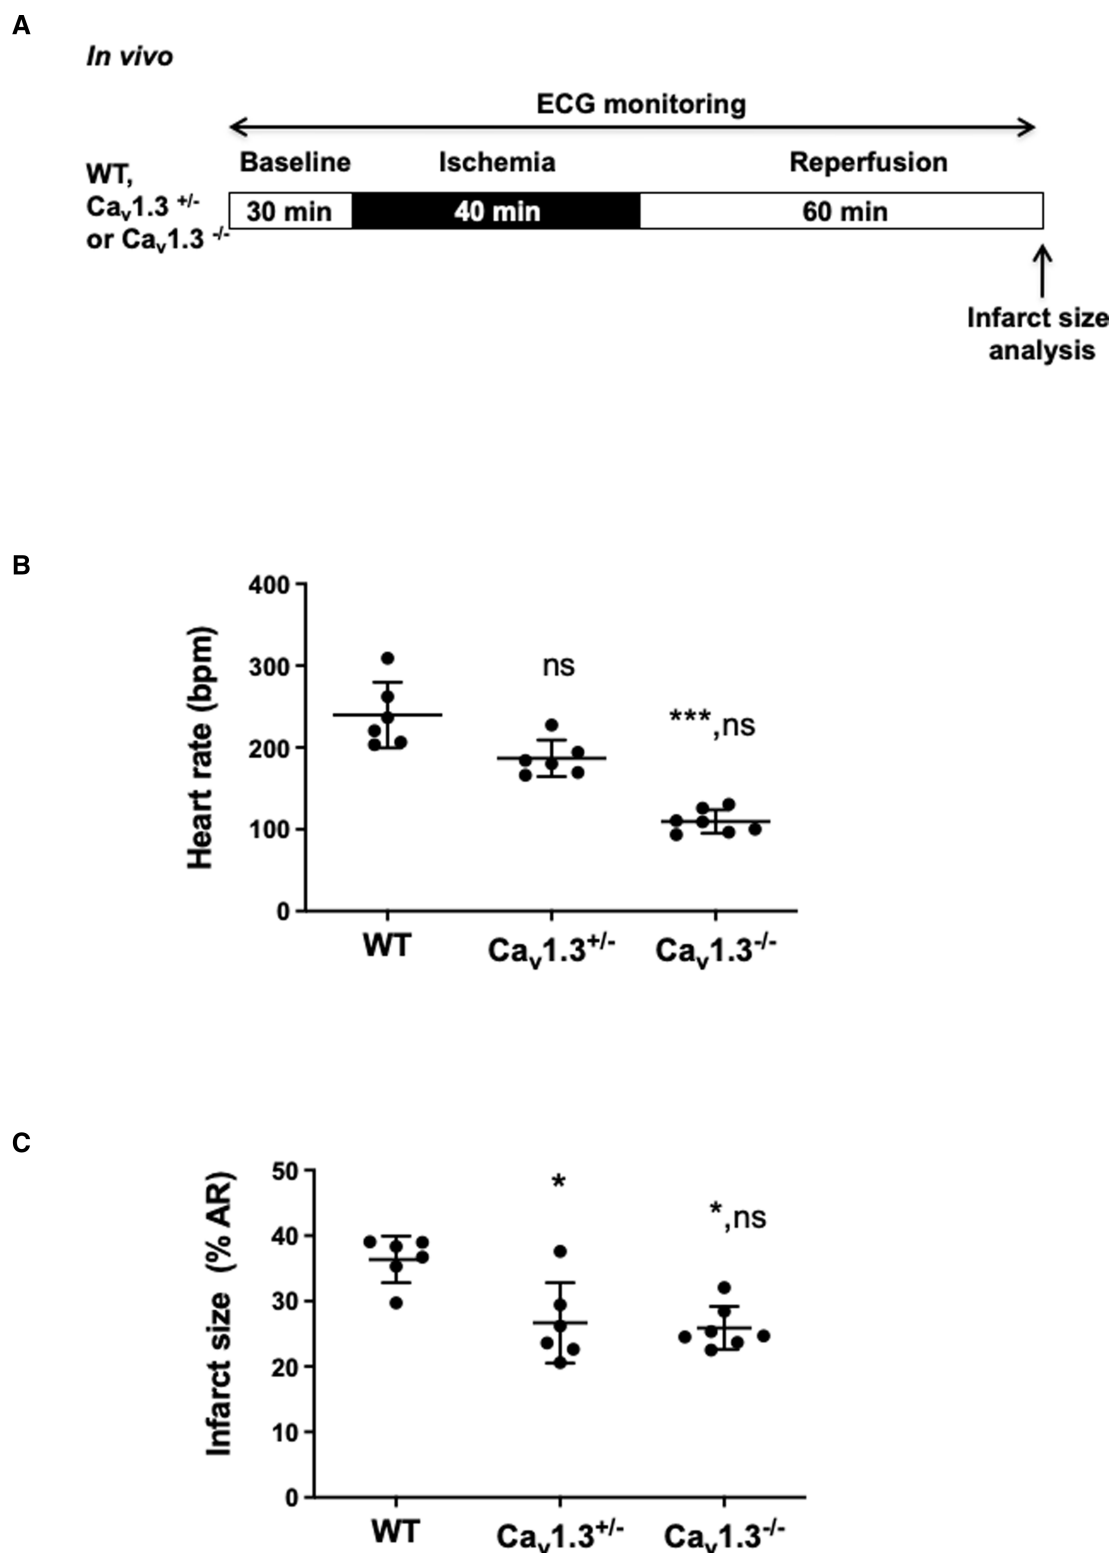 A
In vivo
ECG monitoring
Baseline Ischemia Reperfusion
WT,
Cav1.3 +/-
or Cav1.3 -/-
30 min 40 min 60 min
Infarct size
analysis
B
Heart rate (bpm)
400
300
200
100
0
ns
***,ns
WT Cav1.3+/- Cav1.3-/-
C
Infarct size (% AR)
50
40
30
20
10
0
*
*,ns
WT Cav1.3+/- Cav1.3-/-